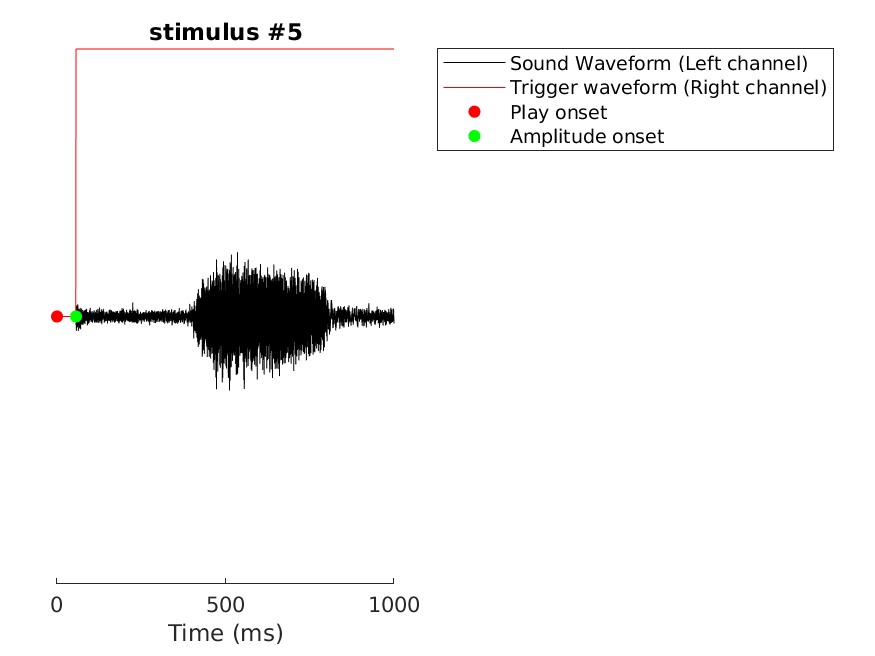 stimulus #5
Sound Waveform (Left channel)
Trigger waveform (Right channel)
Play onset
Amplitude onset
0 500 1000
Time (ms)